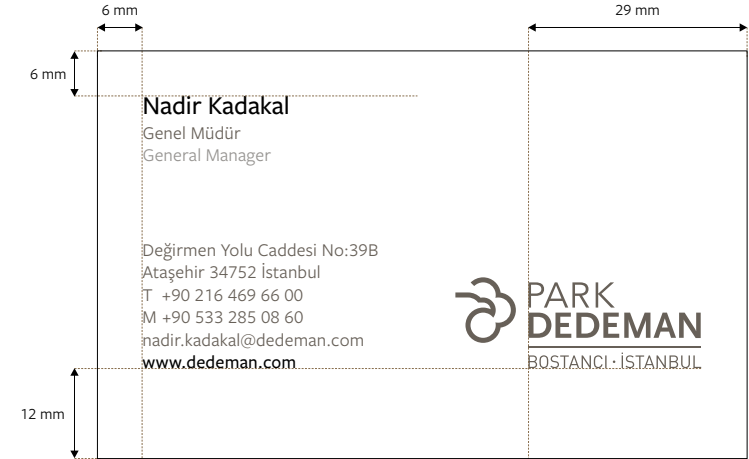 6 mm
29 mm
6 mm
Nadir Kadakal
Genel Müdür
General Manager
Değirmen Yolu Caddesi No:39B
Ataşehir 34752 İstanbul
T +90 216 469 66 00
M +90 533 285 08 60
nadir.kadakal@dedeman.com
www.dedeman.com
PARK
DEDEMAN
BOSTANCI · İSTANBUL
12 mm